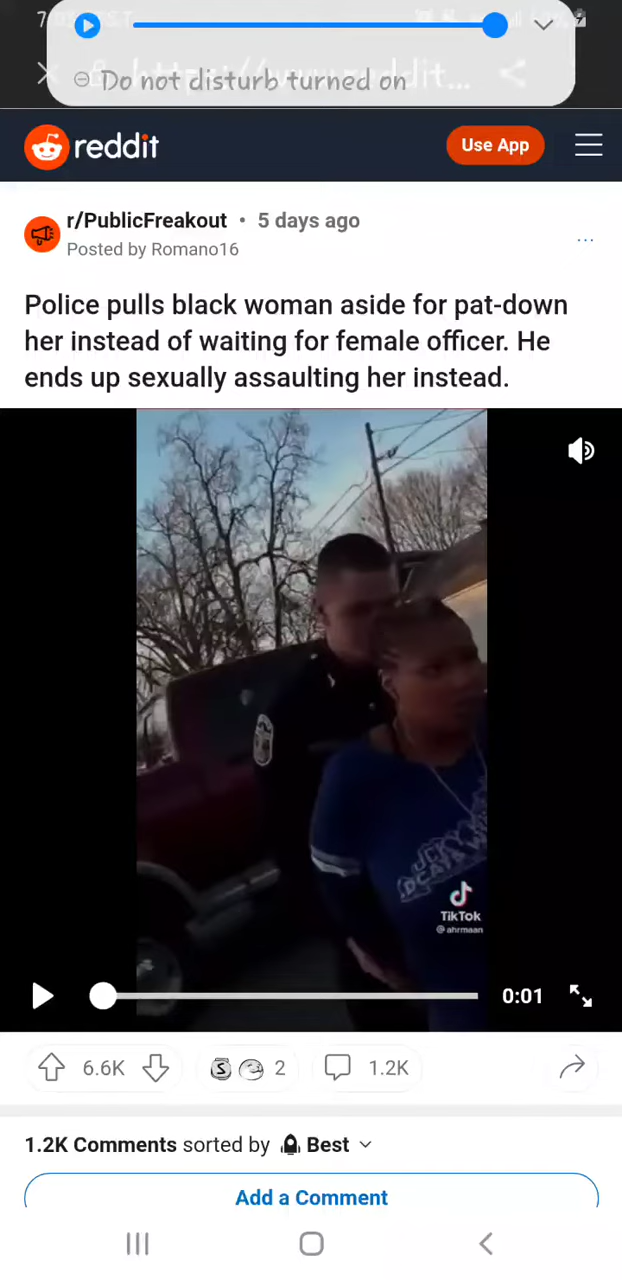 Do not disturb turned on
reddit
Use App
r/PublicFreakout • 5 days ago
Posted by Romano16
Police pulls black woman aside for pat-down
her instead of waiting for female officer. He
ends up sexually assaulting her instead.
TikTok
@ahrmaan
0:01
6.6K
2
1.2K
1.2K Comments sorted by Best
Add a Comment